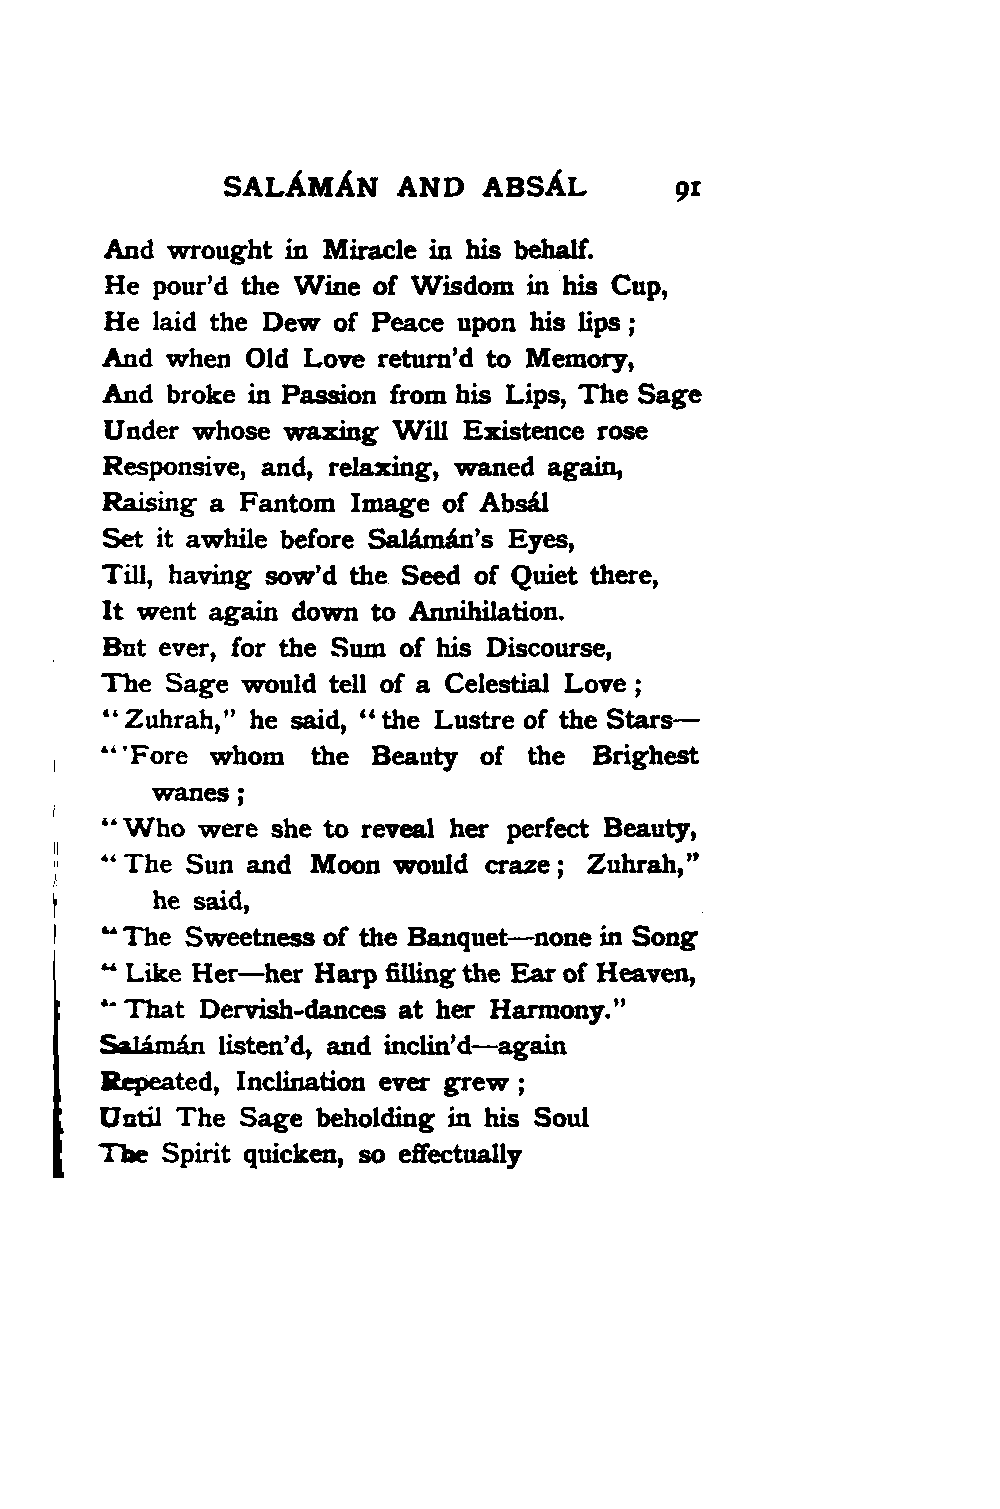 SALÁMÁN AND ABSÁL 91
And wrought in Miracle in his behalf.
He pour'd the Wine of Wisdom in his Cup,
He laid the Dew of Peace upon his lips ;
And when Old Love return'd to Memory,
And broke in Passion from his Lips, The Sage
Under whose waxing Will Existence rose
Responsive, and, relaxing, waned again,
Raising a Fantom Image of Absál
Set it awhile before Salámán's Eyes,
Till, having sow'd the Seed of Quiet there,
It went again down to Annihilation.
But ever, for the Sum of his Discourse,
The Sage would tell of a Celestial Love ;
“Zuhrah,” he said, “the Lustre of the Stars—
“'Fore whom the Beauty of the Brighest
wanes ;
“Who were she to reveal her perfect Beauty,
“The Sun and Moon would craze ; Zuhrah,”
he said,
“The Sweetness of the Banquet—none in Song
“Like Her—her Harp filling the Ear of Heaven,
“That Dervish-dances at her Harmony.”
Salámán listen'd, and inclin'd—again
Repeated, Inclination ever grew ;
Until The Sage beholding in his Soul
The Spirit quicken, so effectually